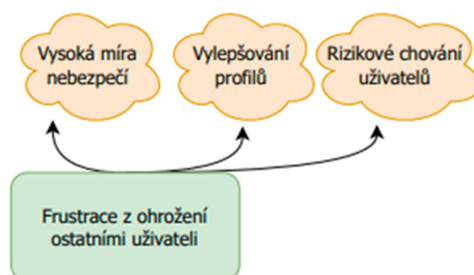 Vysoká míra
nebezpečí
Vylepšování
profilů
Rizikové chování
uživatelů
Frustrace z ohrožení
ostatními uživateli